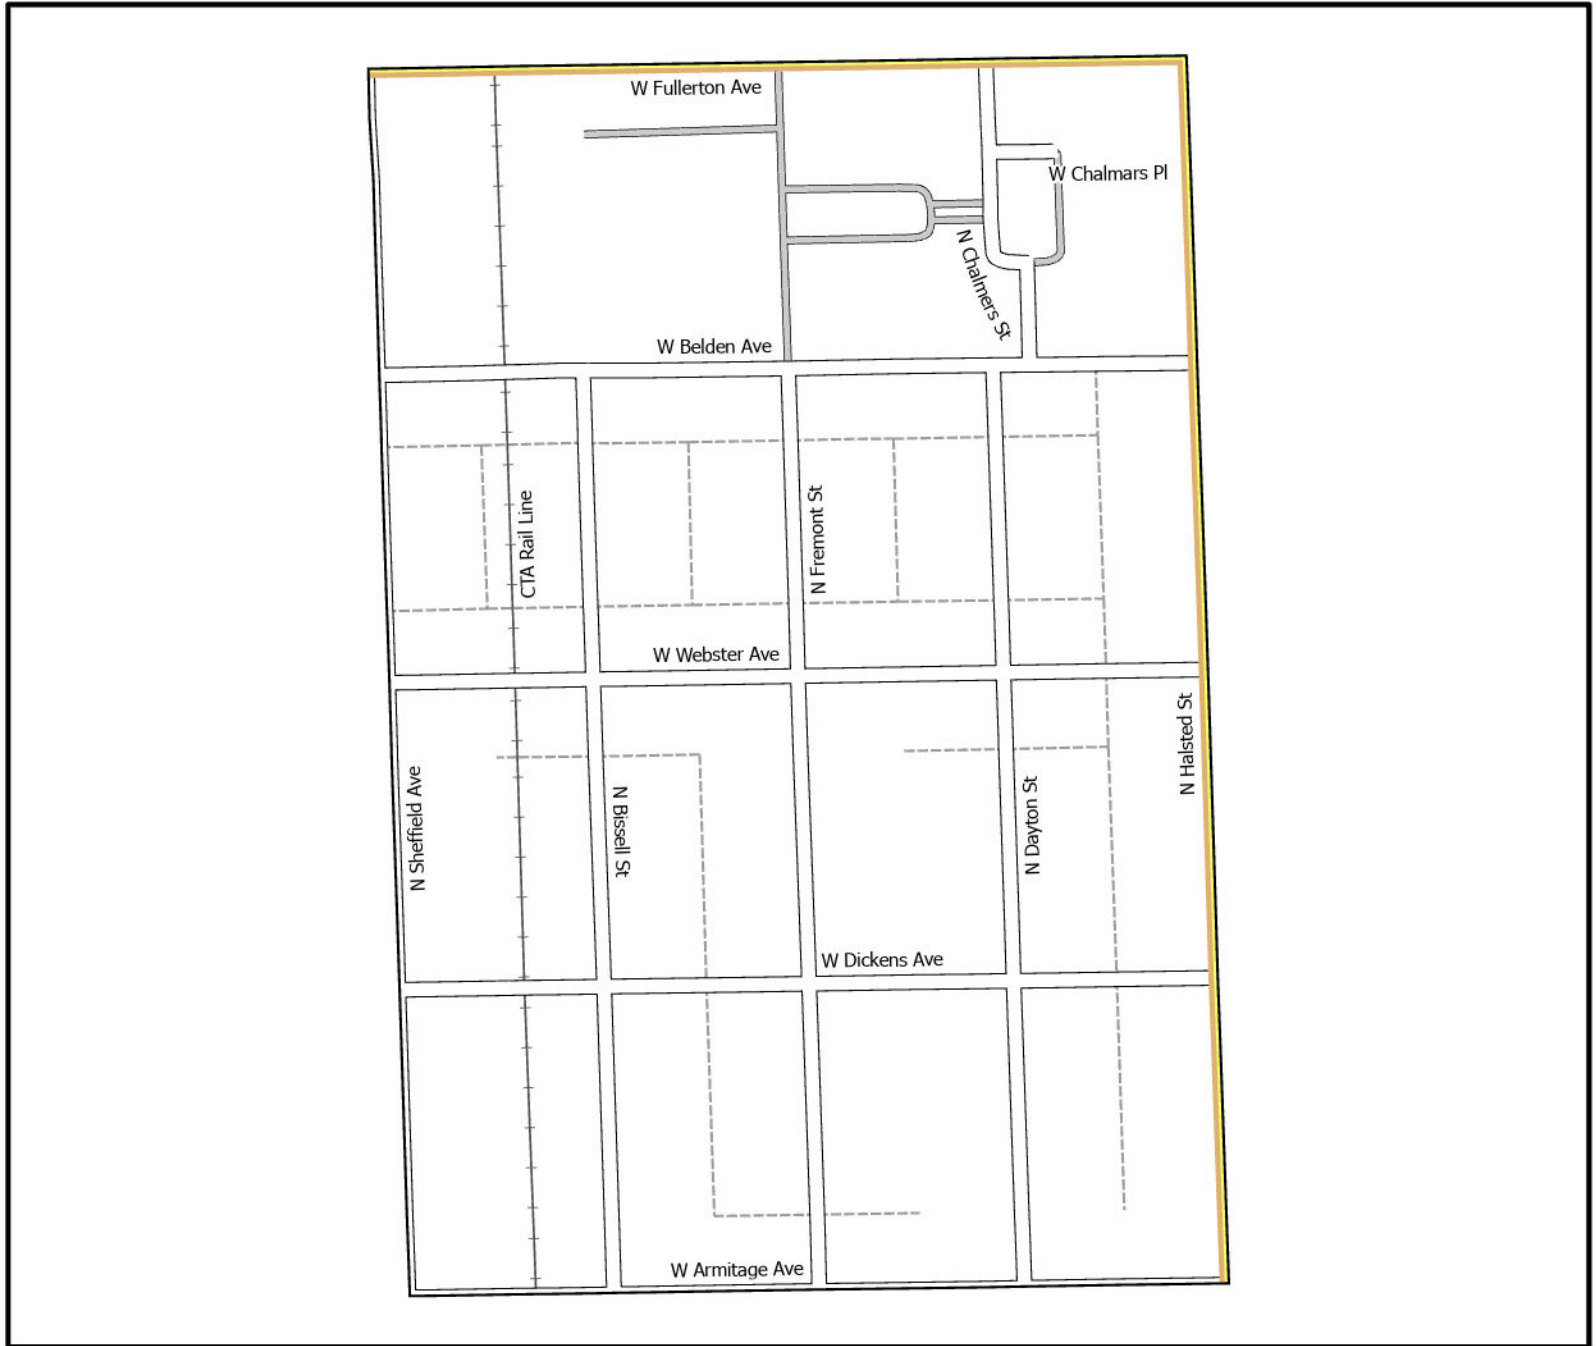 W Fullerton Ave
W Chalmars Pl
N Chalmers St
W Belden Ave
CTA Rail Line
N Fremont St
W Webster Ave
N Halsted St
N Sheffield Ave
N Bissell St
N Dayton St
W Dickens Ave
W Armitage Ave